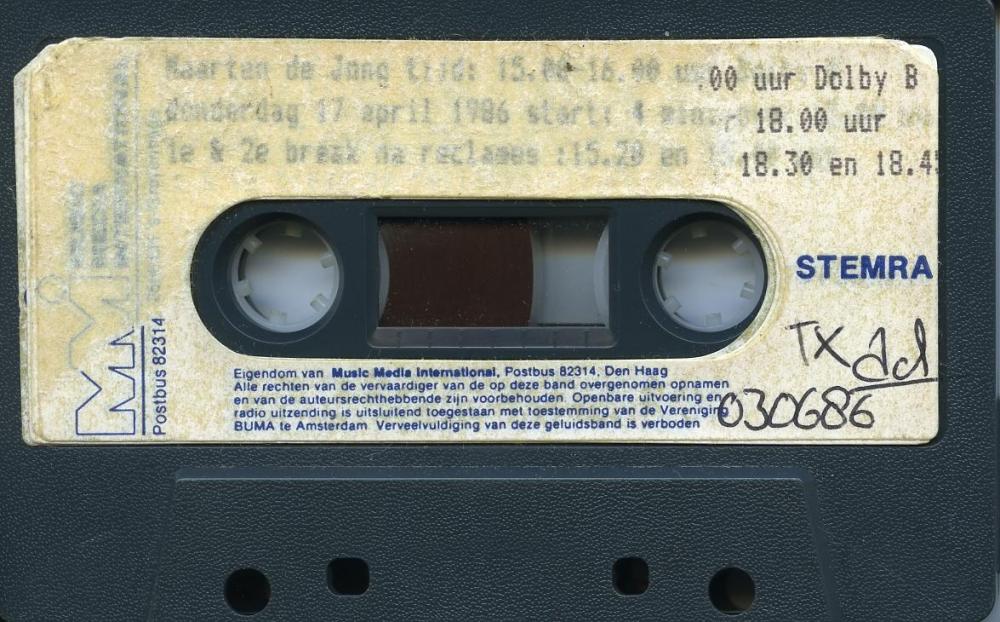 Maarten de Jong tijd: 15.00-16.00 uu .00 uur Dolby B
donderdag 17 april 1986 start: 4 min 18.00 uur
1e & 2e break na reclames :15.20 en 18.30 en 18.45
STEMRA
TX
030686
Postbus 82314
Eigendom van Music Media International, Postbus 82314, Den Haag
Alle rechten van de vervaardiger van de op deze band overgenomen opnamen
en van de auteursrechthebbende zijn voorbehouden. Openbare uitvoering en
radio uitzending is uitsluitend toegestaan met toestemming van de Vereniging
BUMA te Amsterdam. Verveelvuldiging van deze geluidsband is verboden